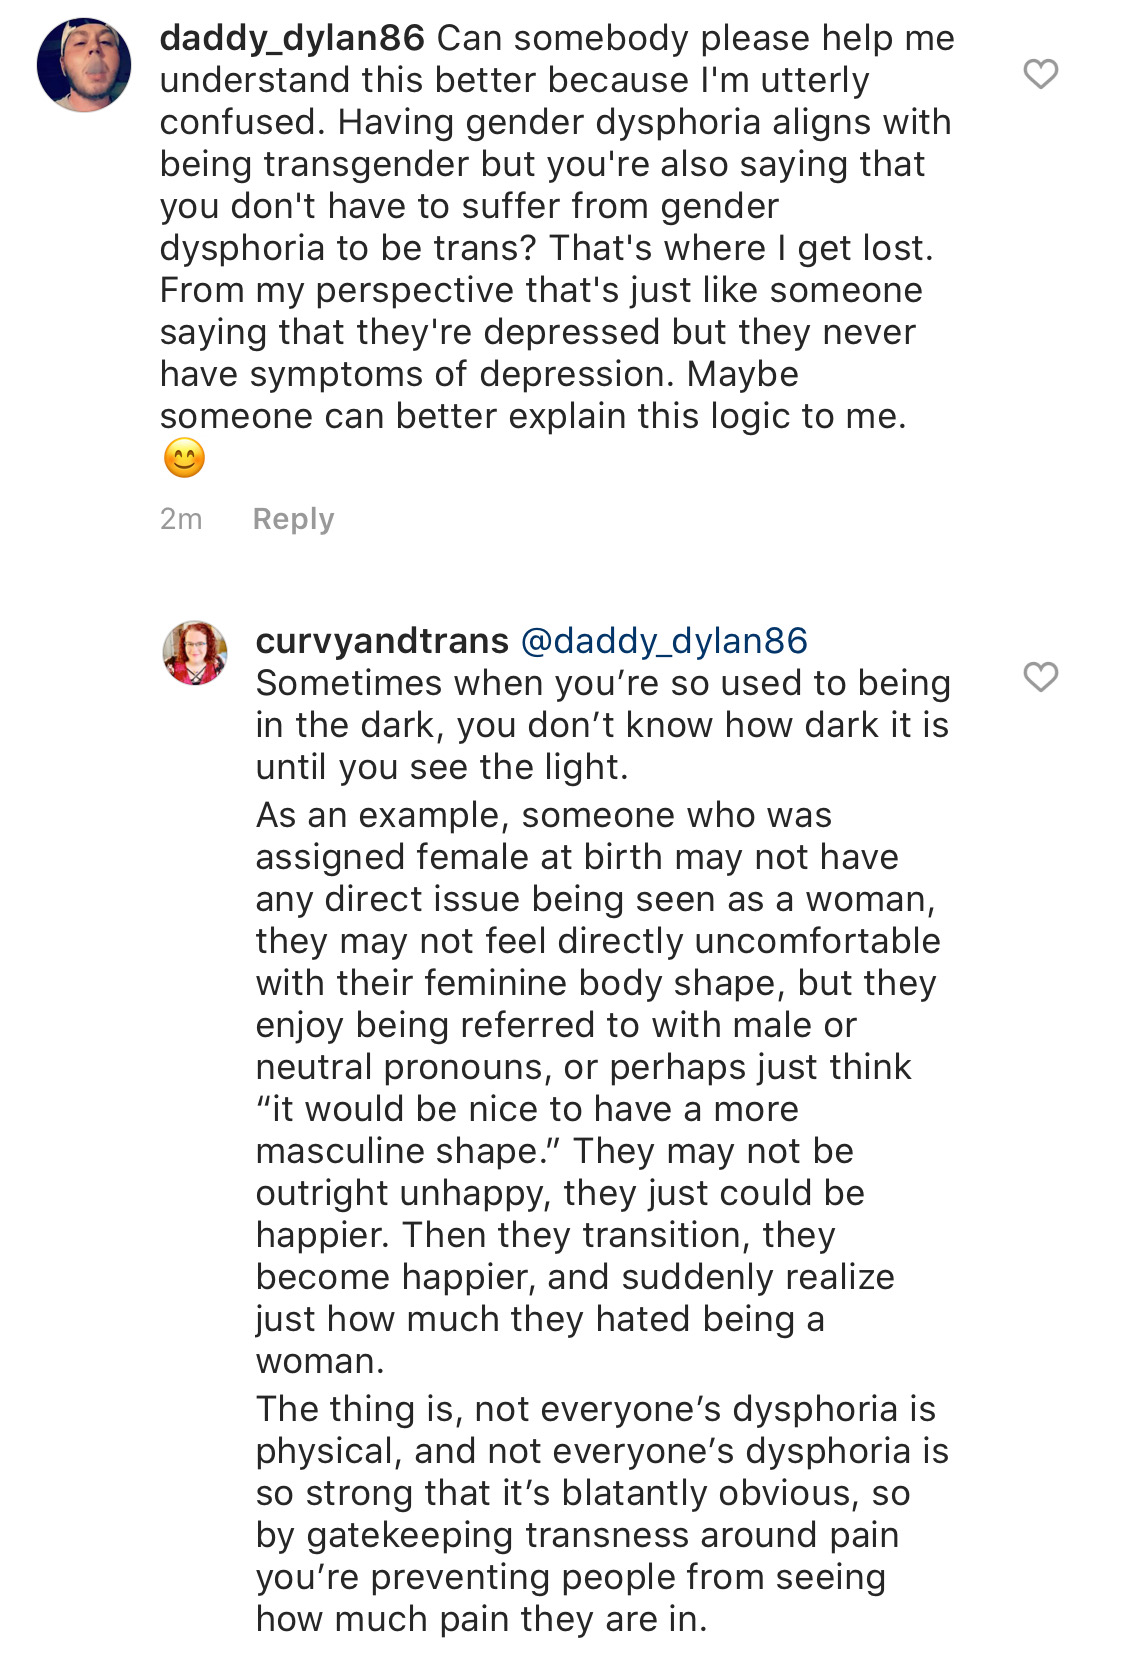 daddy_dylan86 Can somebody please help me
understand this better because I'm utterly
confused. Having gender dysphoria aligns with
being transgender but you're also saying that
you don't have to suffer from gender
dysphoria to be trans? That's where I get lost.
From my perspective that's just like someone
saying that they're depressed but they never
have symptoms of depression. Maybe
someone can better explain this logic to me.
😊
2m Reply
curvyandtrans @daddy_dylan86
Sometimes when you’re so used to being
in the dark, you don’t know how dark it is
until you see the light.
As an example, someone who was
assigned female at birth may not have
any direct issue being seen as a woman,
they may not feel directly uncomfortable
with their feminine body shape, but they
enjoy being referred to with male or
neutral pronouns, or perhaps just think
“it would be nice to have a more
masculine shape.” They may not be
outright unhappy, they just could be
happier. Then they transition, they
become happier, and suddenly realize
just how much they hated being a
woman.
The thing is, not everyone’s dysphoria is
physical, and not everyone’s dysphoria is
so strong that it’s blatantly obvious, so
by gatekeeping transness around pain
you’re preventing people from seeing
how much pain they are in.